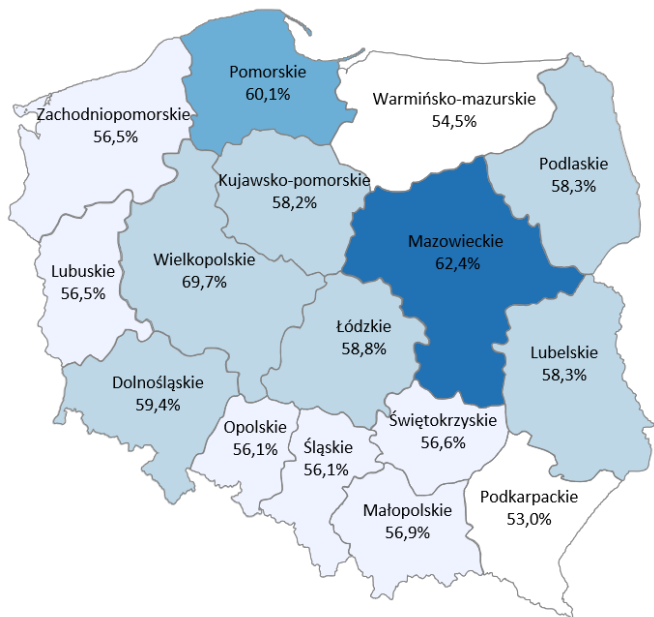 Pomorskie
60,1%
Warmińsko-mazurskie
54,5%
Zachodniopomorskie
56,5%
Podlaskie
58,3%
Kujawsko-pomorskie
58,2%
Mazowieckie
62,4%
Wielkopolskie
69,7%
Lubuskie
56,5%
Łódzkie
58,8%
Lubelskie
58,3%
Dolnośląskie
59,4%
Świętokrzyskie
56,6%
Opolskie
56,1%
Śląskie
56,1%
Podkarpackie
53,0%
Małopolskie
56,9%